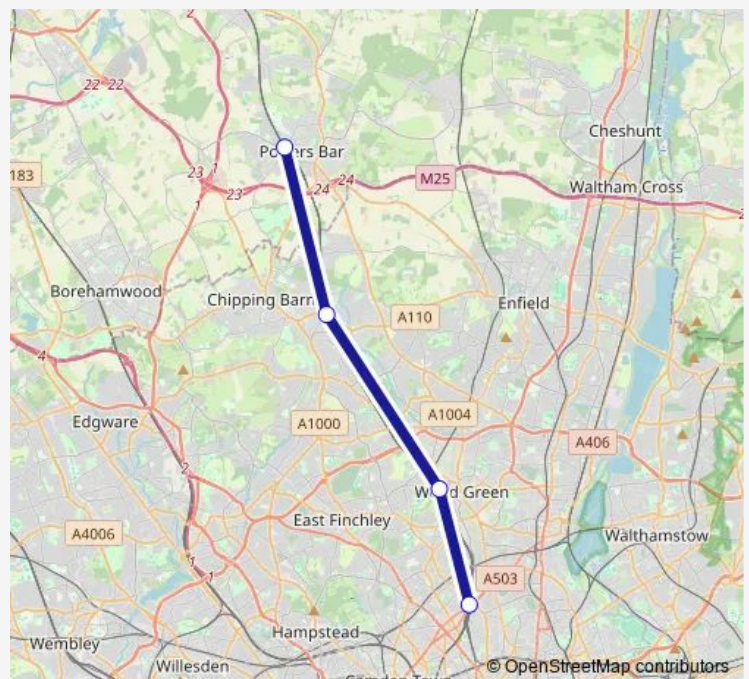 2
22 22
Cheshunt
Potters Bar
183
23
1
M25
Waltham Cross
23
24 24
1
2
Borehamwood
Chipping Barn
Enfield
A110
4
Edgware
A1000
A1004
A406
2
Wood Green
East Finchley
A4006
Walthamstow
1
1
A503
Hampstead
Wembley
Willesden
© OpenStreetMap contributors